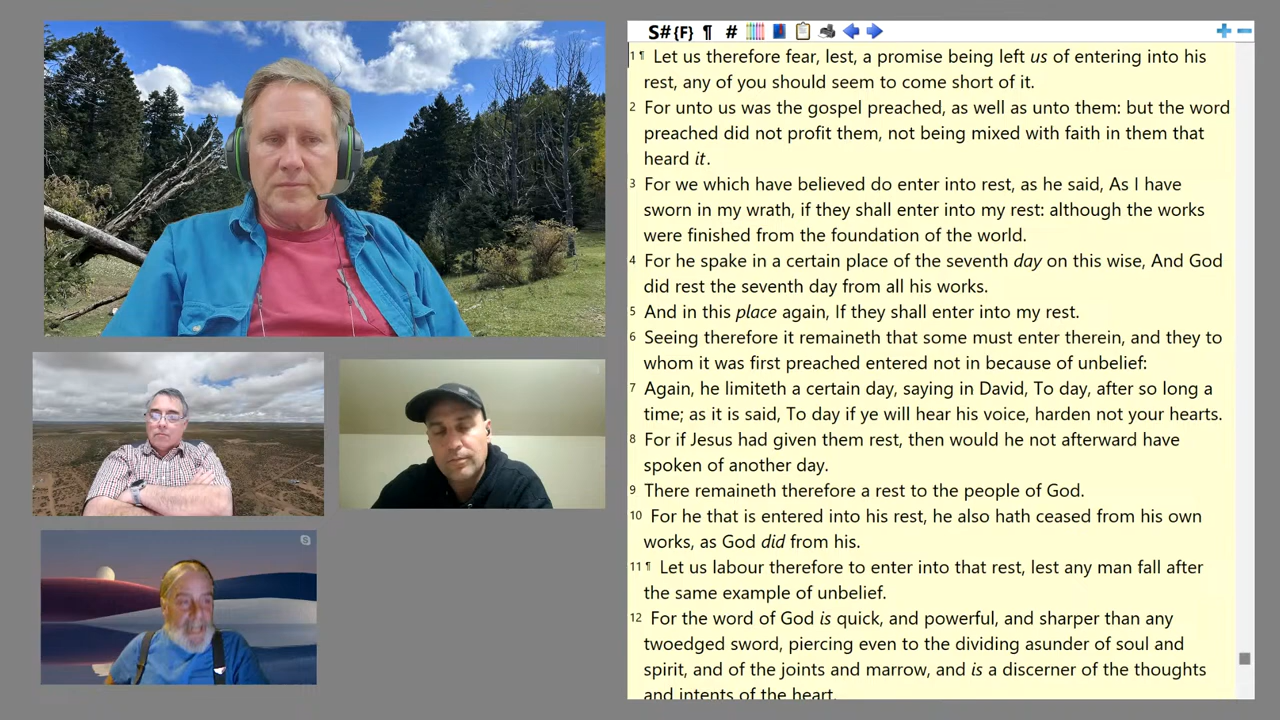 S# {F} ¶ #
1 ¶ Let us therefore fear, lest, a promise being left us of entering into his
rest, any of you should seem to come short of it.
2 For unto us was the gospel preached, as well as unto them: but the word
preached did not profit them, not being mixed with faith in them that
heard it.
3 For we which have believed do enter into rest, as he said, As I have
sworn in my wrath, if they shall enter into my rest: although the works
were finished from the foundation of the world.
4 For he spake in a certain place of the seventh day on this wise, And God
did rest the seventh day from all his works.
5 And in this place again, If they shall enter into my rest.
6 Seeing therefore it remaineth that some must enter therein, and they to
whom it was first preached entered not in because of unbelief:
7 Again, he limiteth a certain day, saying in David, To day, after so long a
time; as it is said, To day if ye will hear his voice, harden not your hearts.
8 For if Jesus had given them rest, then would he not afterward have
spoken of another day.
9 There remaineth therefore a rest to the people of God.
10 For he that is entered into his rest, he also hath ceased from his own
works, as God did from his.
11 ¶ Let us labour therefore to enter into that rest, lest any man fall after
the same example of unbelief.
12 For the word of God is quick, and powerful, and sharper than any
twoedged sword, piercing even to the dividing asunder of soul and
spirit, and of the joints and marrow, and is a discerner of the thoughts
and intents of the heart.